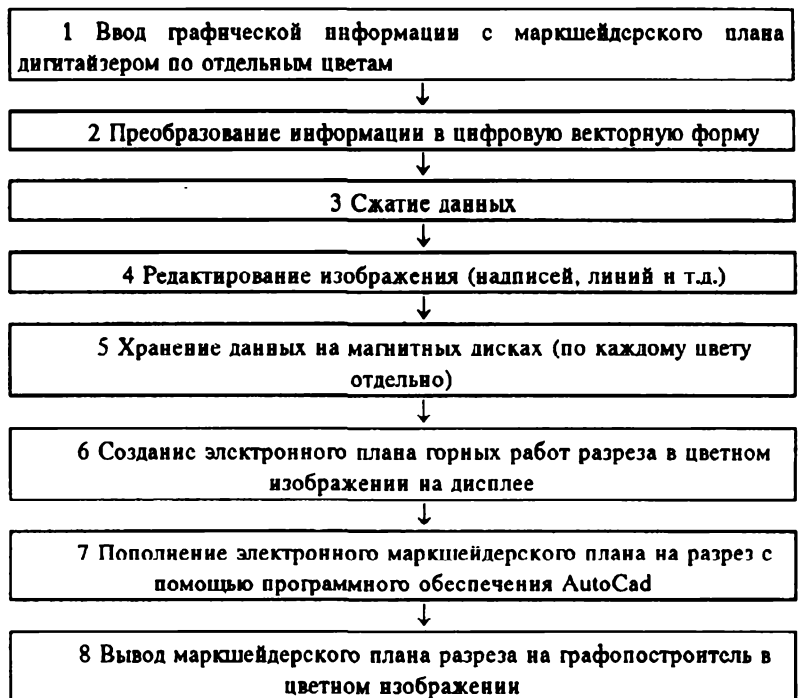 1 Ввод графической информации с маркшейдерского плана
дигитайзером по отдельным цветам
2 Преобразование информации в цифровую векторную форму
3 Сжатие данных
4 Редактирование изображения (надписей, линий и т.д.)
5 Хранение данных на магнитных дисках (по каждому цвету
отдельно)
6 Создание электронного плана горных работ разреза в цветном
изображении на дисплее
7 Пополнение электронного маркшейдерского плана на разрез с
помощью программного обеспечения AutoCad
8 Вывод маркшейдерского плана разреза на графопостроитель в
цветном изображении